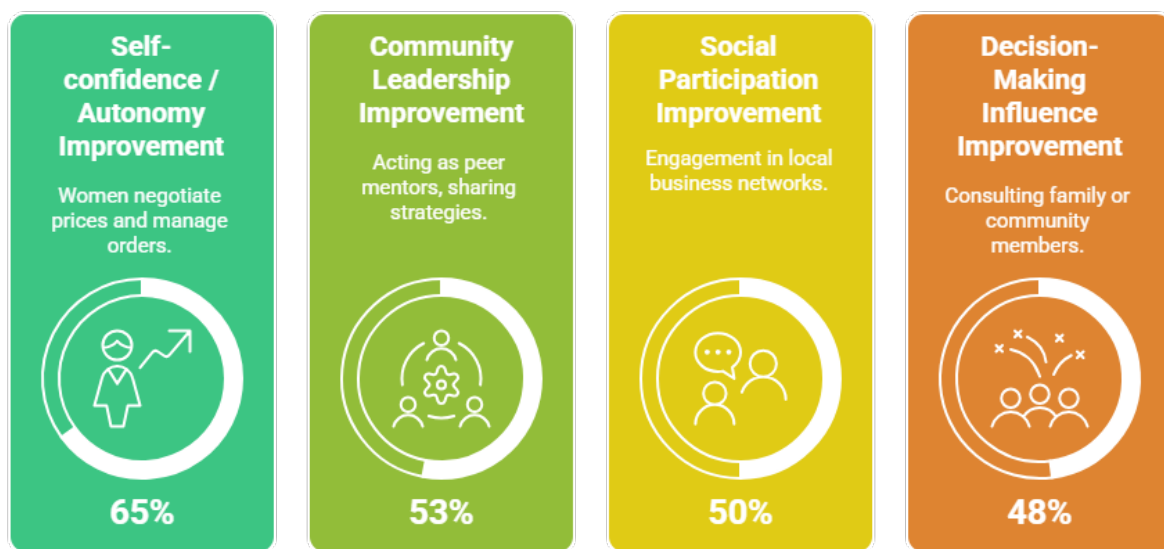 Self-
confidence /
Autonomy
Improvement
Women negotiate
prices and manage
orders.
65%
Community
Leadership
Improvement
Acting as peer
mentors, sharing
strategies.
53%
Social
Participation
Improvement
Engagement in local
business networks.
50%
Decision-
Making
Influence
Improvement
Consulting family or
community
members.
48%